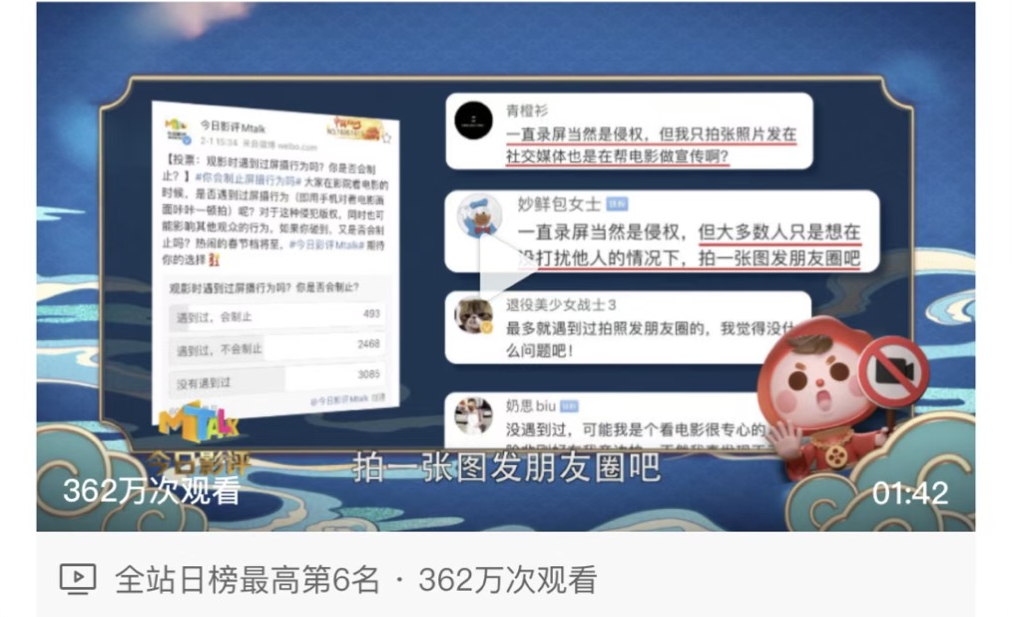 今日影评Mtalk
2-1 15:34 来自微博 weibo.com
【投票：观影时遇到过屏摄行为吗？你是否会制
止？】#你会制止屏摄行为吗# 大家在影院看电影的
时候，是否遇到过屏摄行为（即用手机对着电影画
面咔咔一顿拍）呢？对于这种侵犯版权，同时也可
能影响其他观众的行为，如果你碰到，又是否会制
止吗？热闹的春节档将至，#今日影评Mtalk# 期待
你的选择
观影时遇到过屏摄行为吗？你是否会制止？
遇到过，会制止 493
遇到过，不会制止 2468
没有遇到过 3085
@今日影评Mtalk 创建
青橙衫
一直录屏当然是侵权，但我只拍张照片发在
社交媒体也是在帮电影做宣传啊？
妙鲜包女士
一直录屏当然是侵权，但大多数人只是想在
没打扰他人的情况下，拍一张图发朋友圈吧
退役美少女战士3
最多就遇到过拍照发朋友圈的，我觉得没什
么问题吧！
奶思biu
没遇到过，可能我是个看电影很专心的
MTAlk
今日影评
拍一张图发朋友圈吧
362万次观看
01:42
全站日榜最高第6名 · 362万次观看